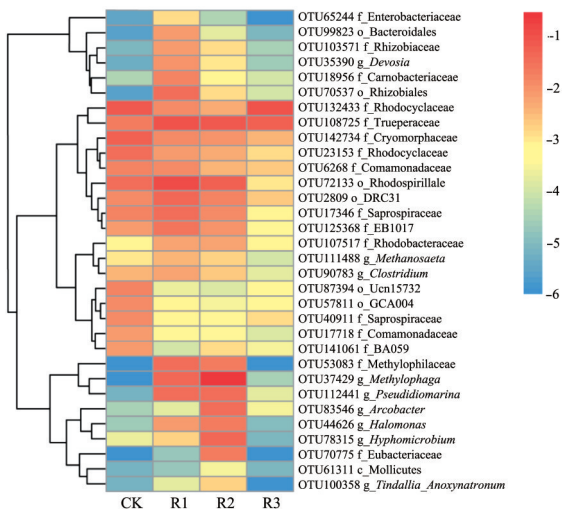 OTU65244 f_Enterobacteriaceae
OTU99823 o_Bacteroidales
OTU103571 f_Rhizobiaceae
OTU35390 g_Devosia
OTU18956 f_Carnobacteriaceae
OTU70537 o_Rhizobiales
OTU132433 f_Rhodocyclaceae
OTU108725 f_Trueperaceae
OTU142734 f_Cryomorphaceae
OTU23153 f_Rhodocyclaceae
OTU6268 f_Comamonadaceae
OTU72133 o_Rhodospirillale
OTU2809 o_DRC31
OTU17346 f_Saprospiraceae
OTU125368 f_EB1017
OTU107517 f_Rhodobacteraceae
OTU111488 g_Methanosaeta
OTU90783 g_Clostridium
OTU87394 o_Ucn15732
OTU57811 o_GCA004
OTU40911 f_Saprospiraceae
OTU17718 f_Comamonadaceae
OTU141061 f_BA059
OTU53083 f_Methylophilaceae
OTU37429 g_Methylophaga
OTU112441 g_Pseudidiomarina
OTU83546 g_Arcobacter
OTU44626 g_Halomonas
OTU78315 g_Hyphomicrobium
OTU70775 f_Eubacteriaceae
OTU61311 c_Mollicutes
OTU100358 g_Tindallia_Anoxynatronum
CK R1 R2 R3
-1
-2
-3
-4
-5
-6